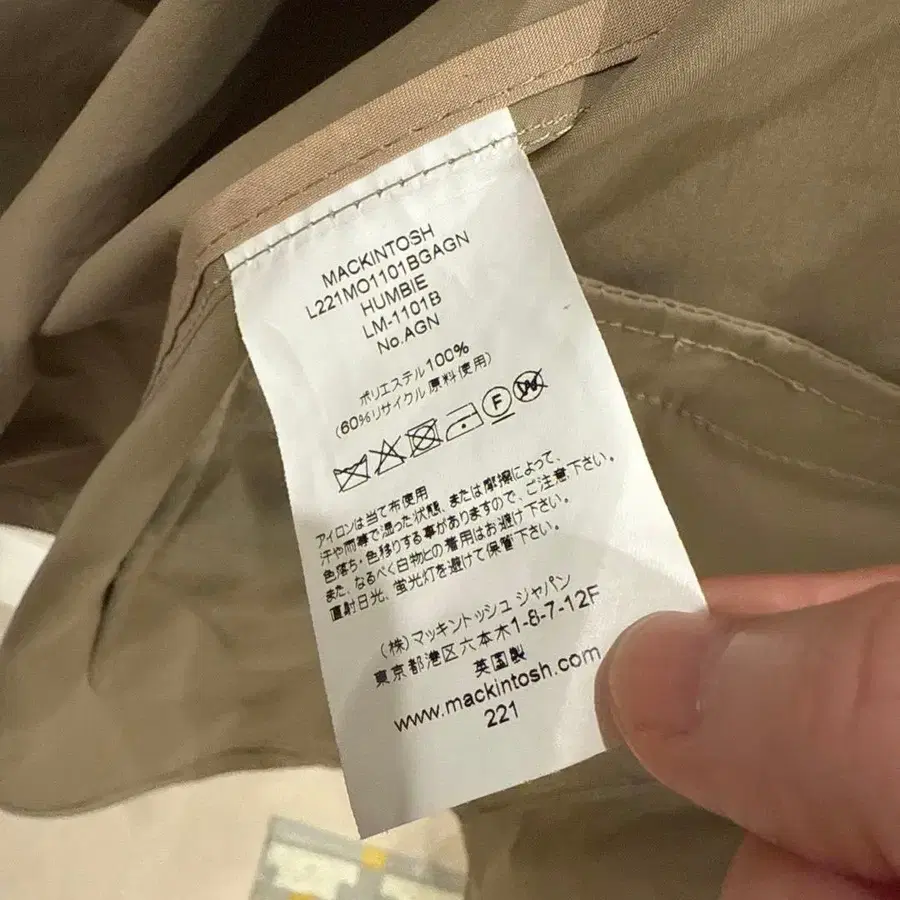 MACKINTOSH
L221MO1101BGAGN
HUMBIE
LM-1101B
No.AGN
ポリエステル100%
(60%リサイクル原料使用)
F
W
アイロンは当て布使用
汗や雨等で湿った状態、または摩擦によって、
色落ち・色移りする事がありますので、ご注意下さい。
また、なるべく白物との着用はお避け下さい。
直射日光、蛍光灯を避けて保管下さい。
(株)マッキントッシュ ジャパン
東京都港区六本木1-8-7-12F
英国製
www.mackintosh.com
221